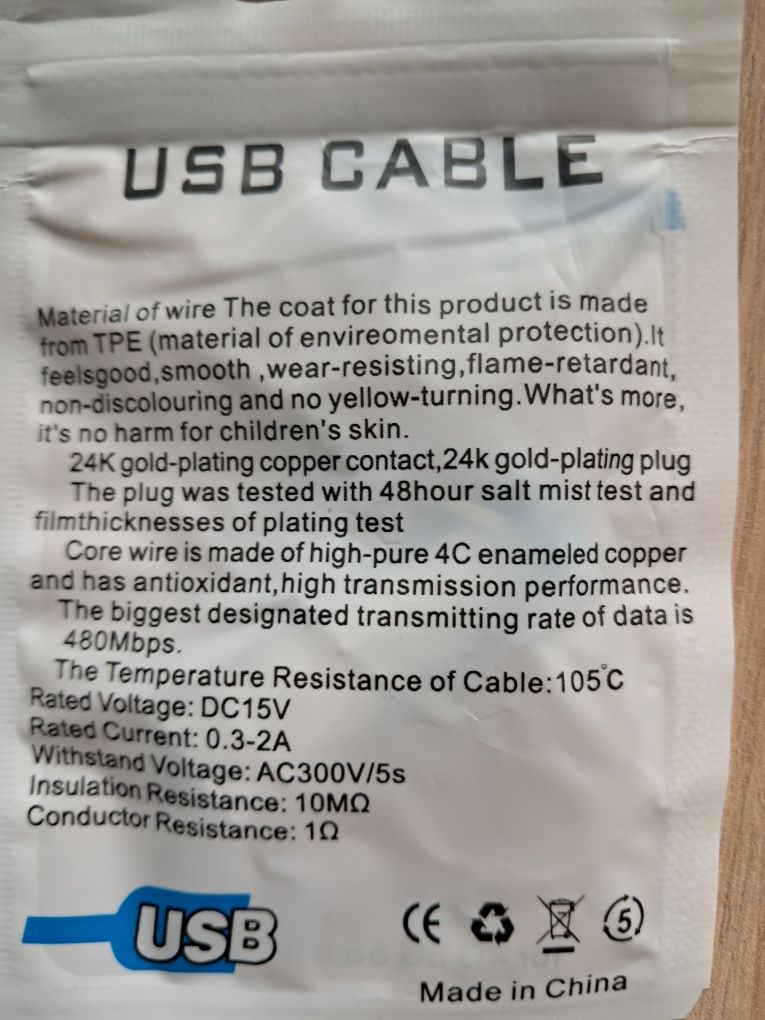 USB CABLE
Material of wire The coat for this product is made
from TPE (material of envireomental protection).It
feelsgood,smooth ,wear-resisting,flame-retardant,
non-discolouring and no yellow-turning.What's more,
it's no harm for children's skin.
24K gold-plating copper contact,24k gold-plating plug
The plug was tested with 48hour salt mist test and
filmthicknesses of plating test
Core wire is made of high-pure 4C enameled copper
and has antioxidant,high transmission performance.
The biggest designated transmitting rate of data is
480Mbps.
The Temperature Resistance of Cable:105°C
Rated Voltage: DC15V
Rated Current: 0.3-2A
Withstand Voltage: AC300V/5s
Insulation Resistance: 10MΩ
Conductor Resistance: 1Ω
USB CE 5
Made in China